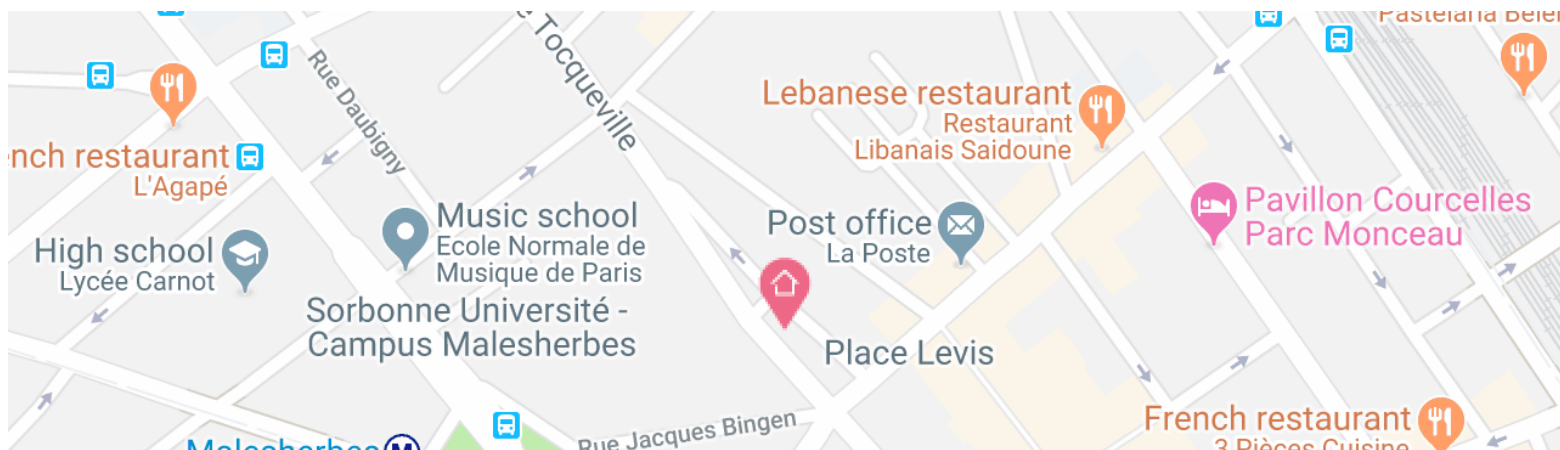 Pastelaria
Tocqueville
Rue Daubigny
Lebanese restaurant
Restaurant
Libanais Saidoune
restaurant
L'Agapé
Pavillon Courcelles
Parc Monceau
Music school
Ecole Normale de
Musique de Paris
Post office
La Poste
High school
Lycée Carnot
Sorbonne Université -
Campus Malesherbes
Place Levis
French restaurant
3 Pièces Cuisine
Rue Jacques Bingen
Malesherbes M